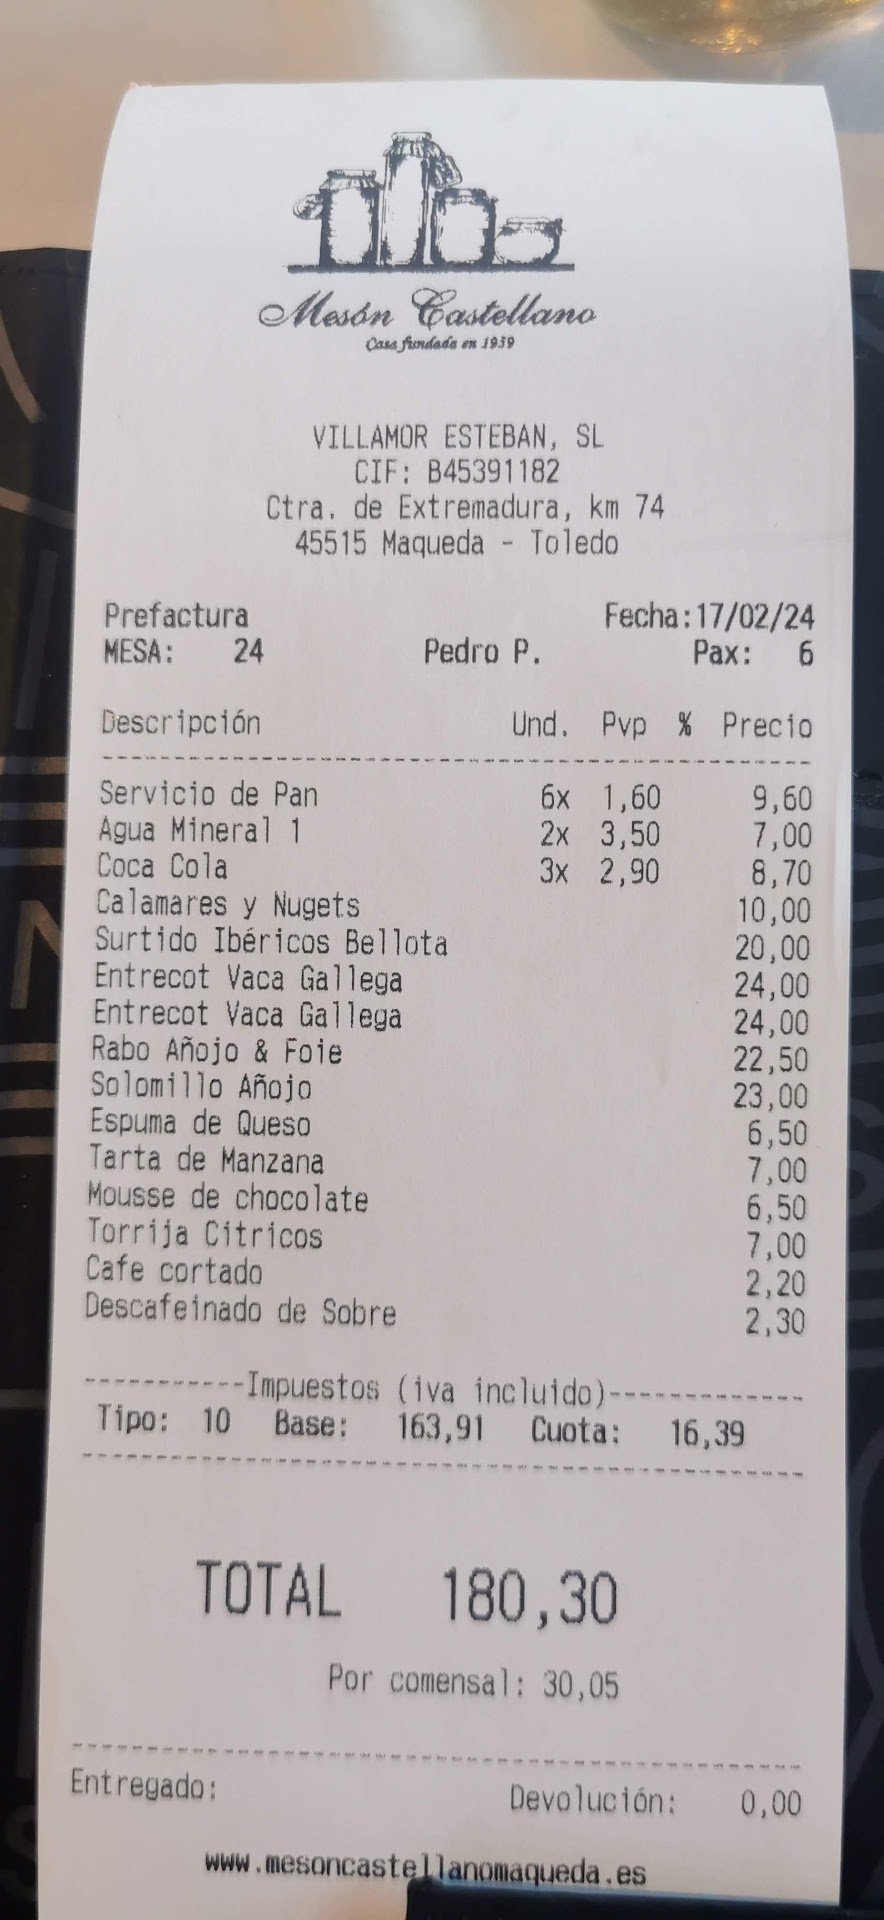 Mesón Castellano
Casa fundada en 1959
VILLAMOR ESTEBAN, SL
CIF: B45391182
Ctra. de Extremadura, km 74
45515 Maqueda - Toledo
Prefactura Fecha:17/02/24
MESA: 24 Pedro P. Pax: 6
Descripción Und. Pvp % Precio
Servicio de Pan 6x 1,60 9,60
Agua Mineral 1 2x 3,50 7,00
Coca Cola 3x 2,90 8,70
Calamares y Nugets 10,00
Surtido Ibéricos Bellota 20,00
Entrecot Vaca Gallega 24,00
Entrecot Vaca Gallega 24,00
Rabo Añojo & Foie 22,50
Solomillo Añojo 23,00
Espuma de Queso 6,50
Tarta de Manzana 7,00
Mousse de chocolate 6,50
Torrija Citricos 7,00
Cafe cortado 2,20
Descafeinado de Sobre 2,30
-----------Impuestos (iva incluido)-------------
Tipo: 10 Base: 163,91 Cuota: 16,39
TOTAL 180,30
Por comensal: 30,05
Entregado: Devolución: 0,00
www.mesoncastellanomaqueda.es